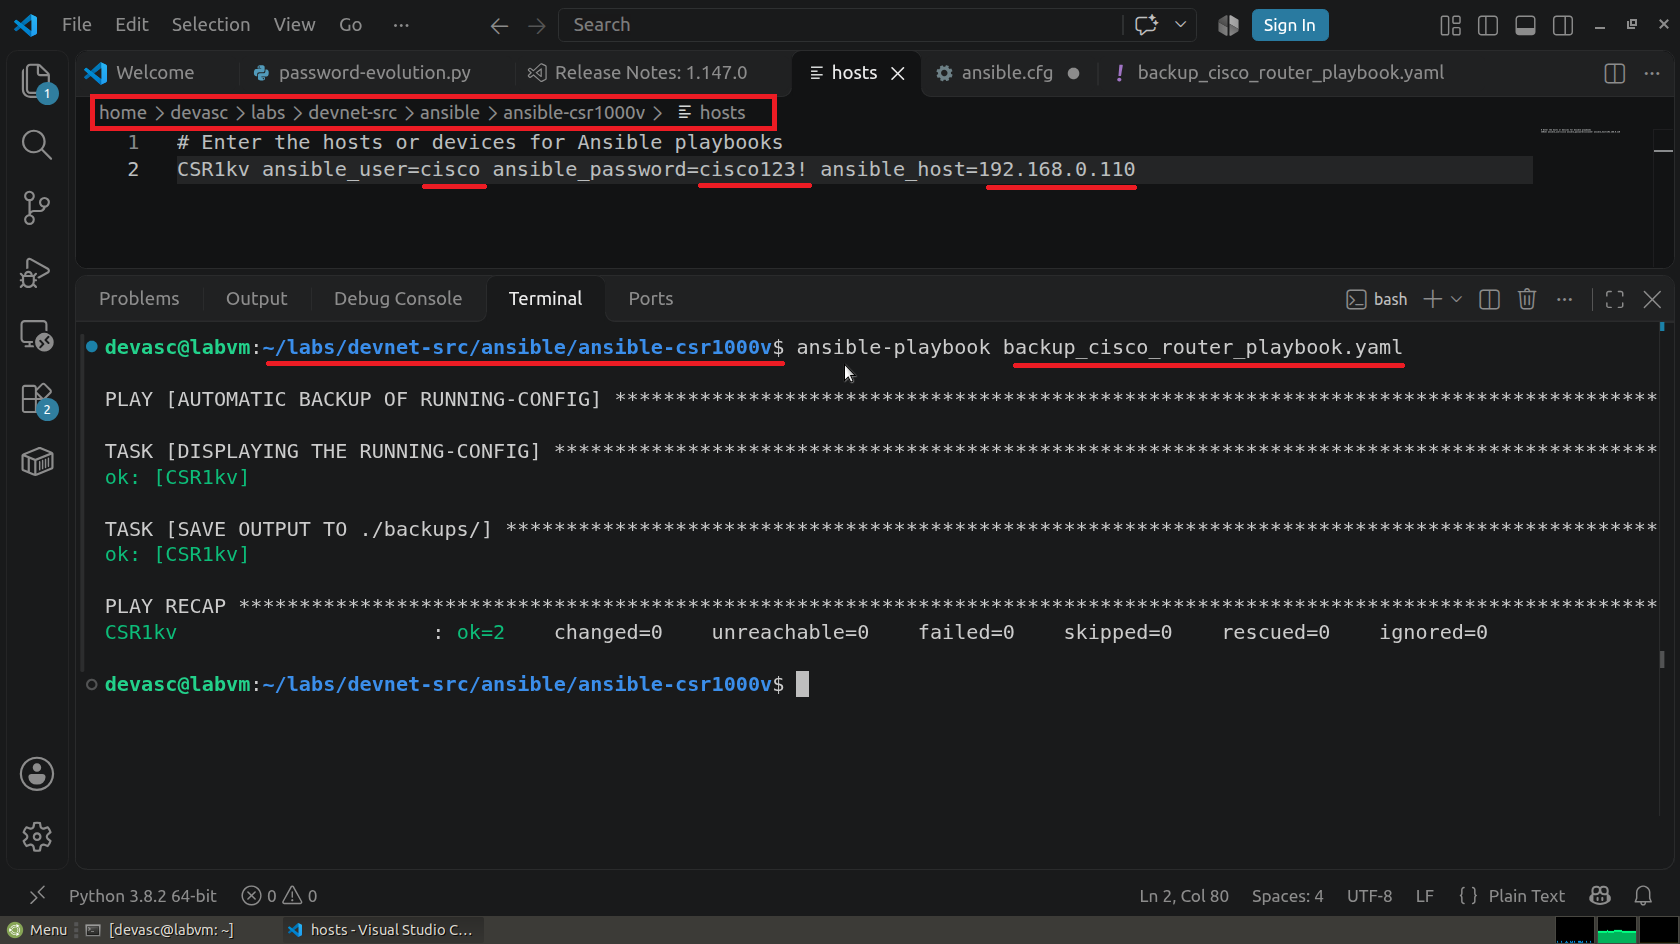 File Edit Selection View Go ···
Search
Sign In
Welcome
password-evolution.py
Release Notes: 1.147.0
hosts
ansible.cfg
! backup_cisco_router_playbook.yaml
home > devasc > labs > devnet-src > ansible > ansible-csr1000v > hosts
1 # Enter the hosts or devices for Ansible playbooks
2 CSR1kv ansible_user=cisco ansible_password=cisco123! ansible_host=192.168.0.110
1
2
Problems Output Debug Console Terminal Ports
bash
devasc@labvm:~/labs/devnet-src/ansible/ansible-csr1000v$ ansible-playbook backup_cisco_router_playbook.yaml
PLAY [AUTOMATIC BACKUP OF RUNNING-CONFIG] **************************************************************************************
TASK [DISPLAYING THE RUNNING-CONFIG] *******************************************************************************************
ok: [CSR1kv]
TASK [SAVE OUTPUT TO ./backups/] ***********************************************************************************************
ok: [CSR1kv]
PLAY RECAP *********************************************************************************************************************
CSR1kv : ok=2 changed=0 unreachable=0 failed=0 skipped=0 rescued=0 ignored=0
devasc@labvm:~/labs/devnet-src/ansible/ansible-csr1000v$
Python 3.8.2 64-bit 0 0
Ln 2, Col 80 Spaces: 4 UTF-8 LF {} Plain Text
Menu [devasc@labvm: ~] hosts - Visual Studio C...